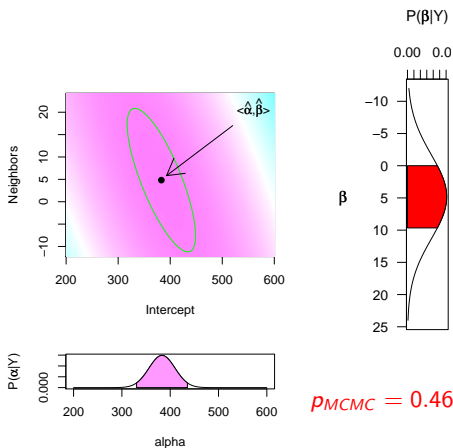 P(β|Y)
0.00 0.0
<α̂,β̂>
Neighbors
−10 0 5 10 20
200 300 400 500 600
Intercept
β
−10
−5
0
5
10
15
20
25
P(α|Y)
0.000
200 300 400 500 600
alpha
pMCMC = 0.46